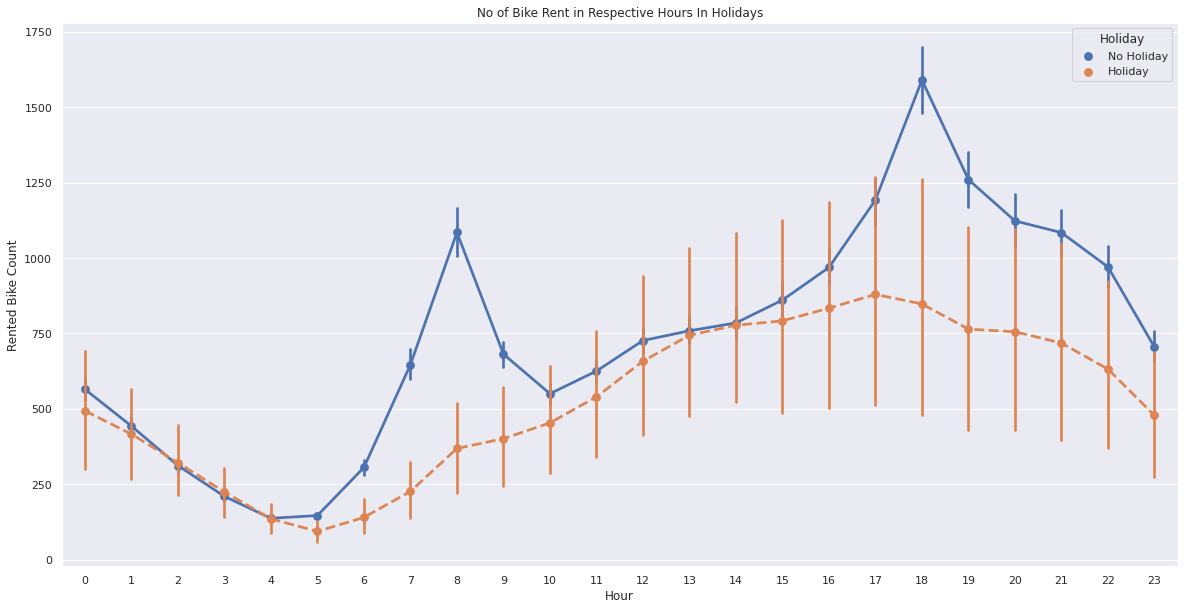 No of Bike Rent in Respective Hours In Holidays
Holiday
No Holiday
Holiday
Rented Bike Count
1750
1500
1250
1000
750
500
250
0
0 1 2 3 4 5 6 7 8 9 10 11 12 13 14 15 16 17 18 19 20 21 22 23
Hour